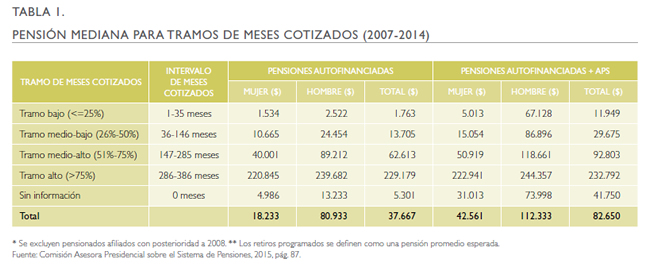 TABLA 1.
PENSIÓN MEDIANA PARA TRAMOS DE MESES COTIZADOS (2007-2014)
TRAMO DE MESES COTIZADOS INTERVALO DE MESES COTIZADOS PENSIONES AUTOFINANCIADAS PENSIONES AUTOFINANCIADAS + APS
MUJER ($) HOMBRE ($) TOTAL ($) MUJER ($) HOMBRE ($) TOTAL ($)
Tramo bajo (<=25%) 1-35 meses 1.534 2.522 1.763 5.013 67.128 11.949
Tramo medio-bajo (26%-50%) 36-146 meses 10.665 24.454 13.705 15.054 86.896 29.675
Tramo medio-alto (51%-75%) 147-285 meses 40.001 89.212 62.613 50.919 118.661 92.803
Tramo alto (>75%) 286-386 meses 220.845 239.682 229.179 222.941 244.357 232.792
Sin información 0 meses 4.986 13.233 5.301 31.013 73.998 41.750
Total 18.233 80.933 37.667 42.561 112.333 82.650
* Se excluyen pensionados afiliados con posterioridad a 2008. ** Los retiros programados se definen como una pensión promedio esperada.
Fuente: Comisión Asesora Presidencial sobre el Sistema de Pensiones, 2015, pág. 87.